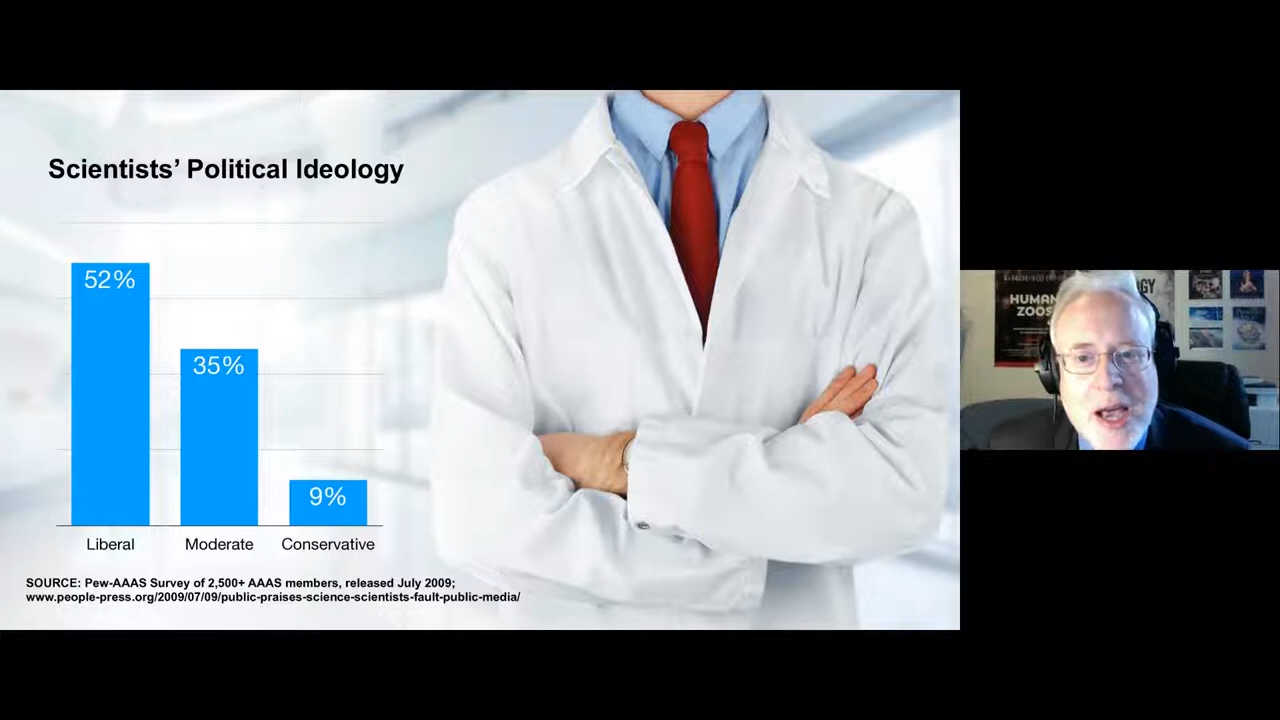 Scientists’ Political Ideology
52%
35%
9%
Liberal
Moderate
Conservative
SOURCE: Pew-AAAS Survey of 2,500+ AAAS members, released July 2009;
www.people-press.org/2009/07/09/public-praises-science-scientists-fault-public-media/
HUMAN
ZOOS